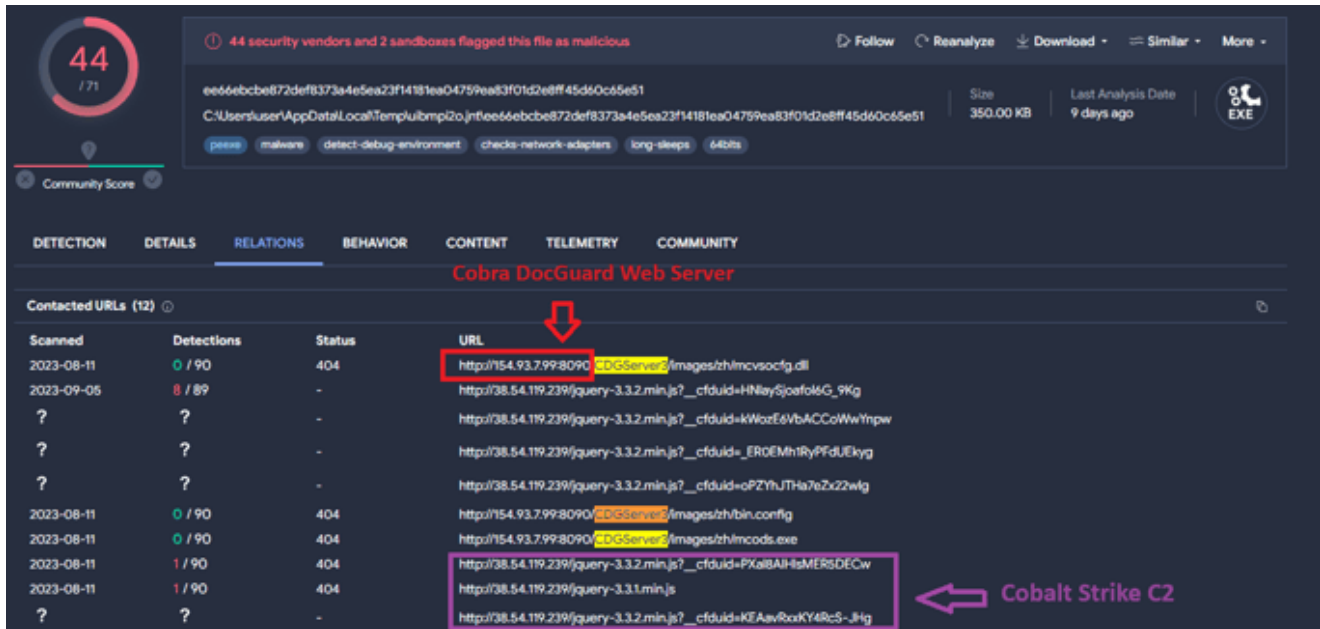 44
/71
44 security vendors and 2 sandboxes flagged this file as malicious
Follow Reanalyze Download Similar More
ee66ebcbe872def8373a4e5ea23f14181ea04759ea83f01d2e8ff45d60c65e51
C:\Users\user\AppData\Local\Temp\uibmpi2o.jnt\ee66ebcbe872def8373a4e5ea23f14181ea04759ea83f01d2e8ff45d60c65e51
Size
350.00 KB
Last Analysis Date
9 days ago
EXE
peexe malware detect-debug-environment checks-network-adapters long-sleeps 64bits
Community Score
DETECTION DETAILS RELATIONS BEHAVIOR CONTENT TELEMETRY COMMUNITY
Cobra DocGuard Web Server
Contacted URLs (12)
Scanned Detections Status URL
2023-08-11 0 / 90 404 http://154.93.7.99:8090/CDGServer3/images/zh/mcvsocfg.dll
2023-09-05 8 / 89 - http://38.54.119.239/jquery-3.3.2.min.js?__cfduid=HNlaySjoafol6G_9Kg
? ? - http://38.54.119.239/jquery-3.3.2.min.js?__cfduid=kWozE6VbACCoWwYnpw
? ? - http://38.54.119.239/jquery-3.3.2.min.js?__cfduid=_ER0EMh1RyPFdUEkyg
? ? - http://38.54.119.239/jquery-3.3.2.min.js?__cfduid=oPZYhJTHa7eZx22wlg
2023-08-11 0 / 90 404 http://154.93.7.99:8090/CDGServer3/images/zh/bin.config
2023-08-11 0 / 90 404 http://154.93.7.99:8090/CDGServer3/images/zh/mcods.exe
2023-08-11 1 / 90 404 http://38.54.119.239/jquery-3.3.2.min.js?__cfduid=PXal8AlHlsMER5DECw
2023-08-11 1 / 90 404 http://38.54.119.239/jquery-3.3.1.min.js
Cobalt Strike C2
? ? - http://38.54.119.239/jquery-3.3.2.min.js?__cfduid=KEAavRxxKY4RcS-JHg